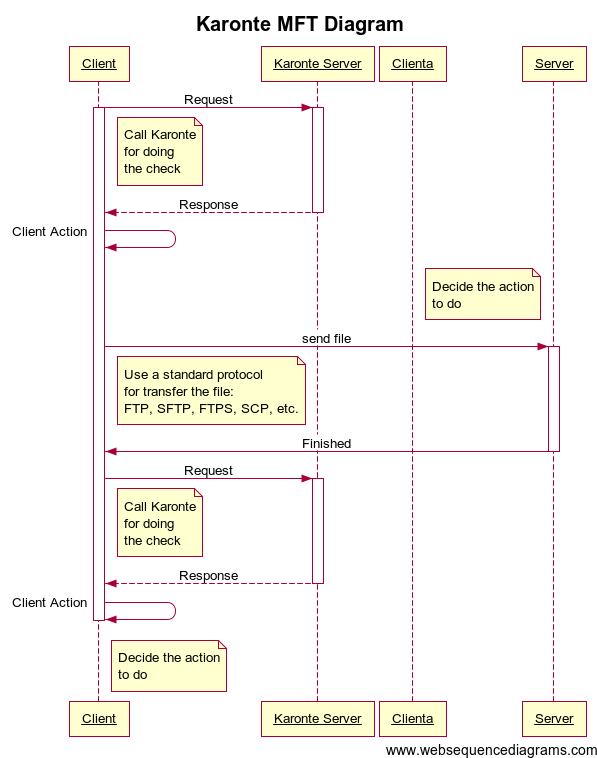 Karonte MFT Diagram
Client
Karonte Server
Clienta
Server
Request
Call Karonte
for doing
the check
Response
Client Action
Decide the action
to do
send file
Use a standard protocol
for transfer the file:
FTP, SFTP, FTPS, SCP, etc.
Finished
Request
Call Karonte
for doing
the check
Response
Client Action
Decide the action
to do
Client
Karonte Server
Clienta
Server
www.websequencediagrams.com